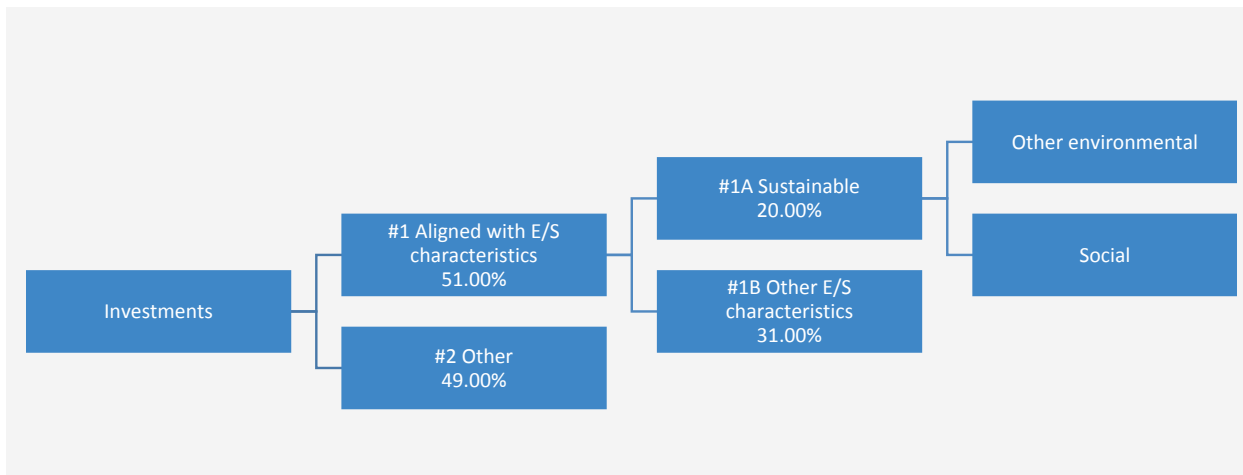 Investments
#1 Aligned with E/S
characteristics
51.00%
#2 Other
49.00%
#1A Sustainable
20.00%
#1B Other E/S
characteristics
31.00%
Other environmental
Social